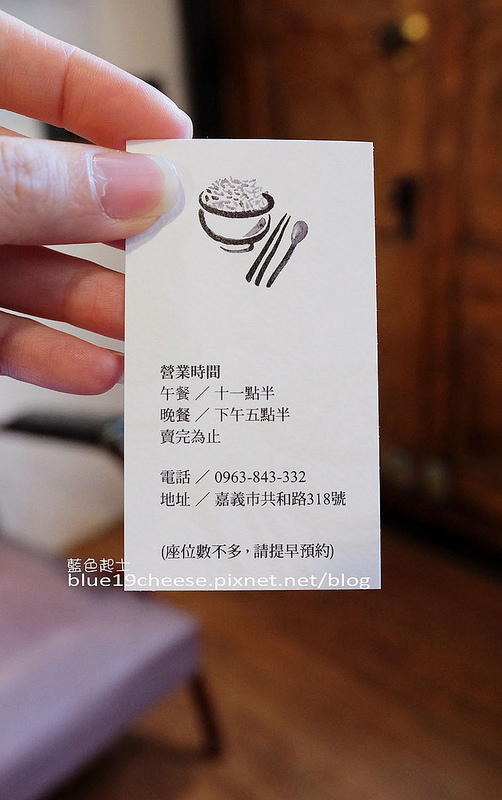 營業時間
午餐 ／ 十一點半
晚餐 ／ 下午五點半
賣完為止
電話 ／ 0963-843-332
地址 ／ 嘉義市共和路318號
(座位數不多，請提早預約)
藍色起士
blue19cheese.pixnet.net/blog